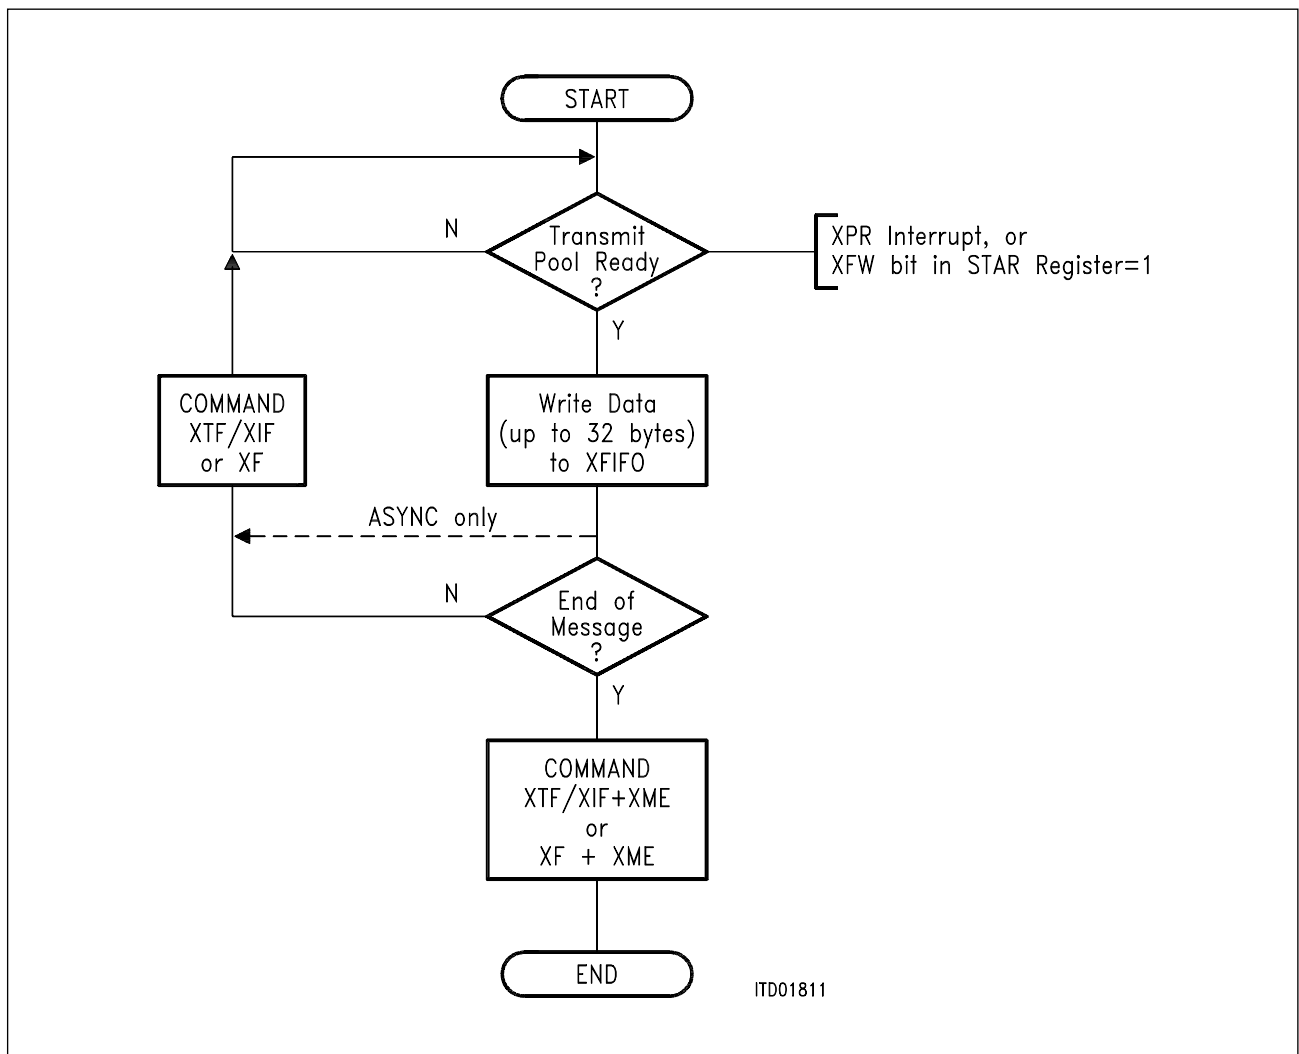 START
N
Transmit
Pool Ready
?
XPR Interrupt, or
XFW bit in STAR Register=1
Y
COMMAND
XTF/XIF
or XF
Write Data
(up to 32 bytes)
to XFIFO
ASYNC only
N
End of
Message
?
Y
COMMAND
XTF/XIF+XME
or
XF + XME
END
ITD01811